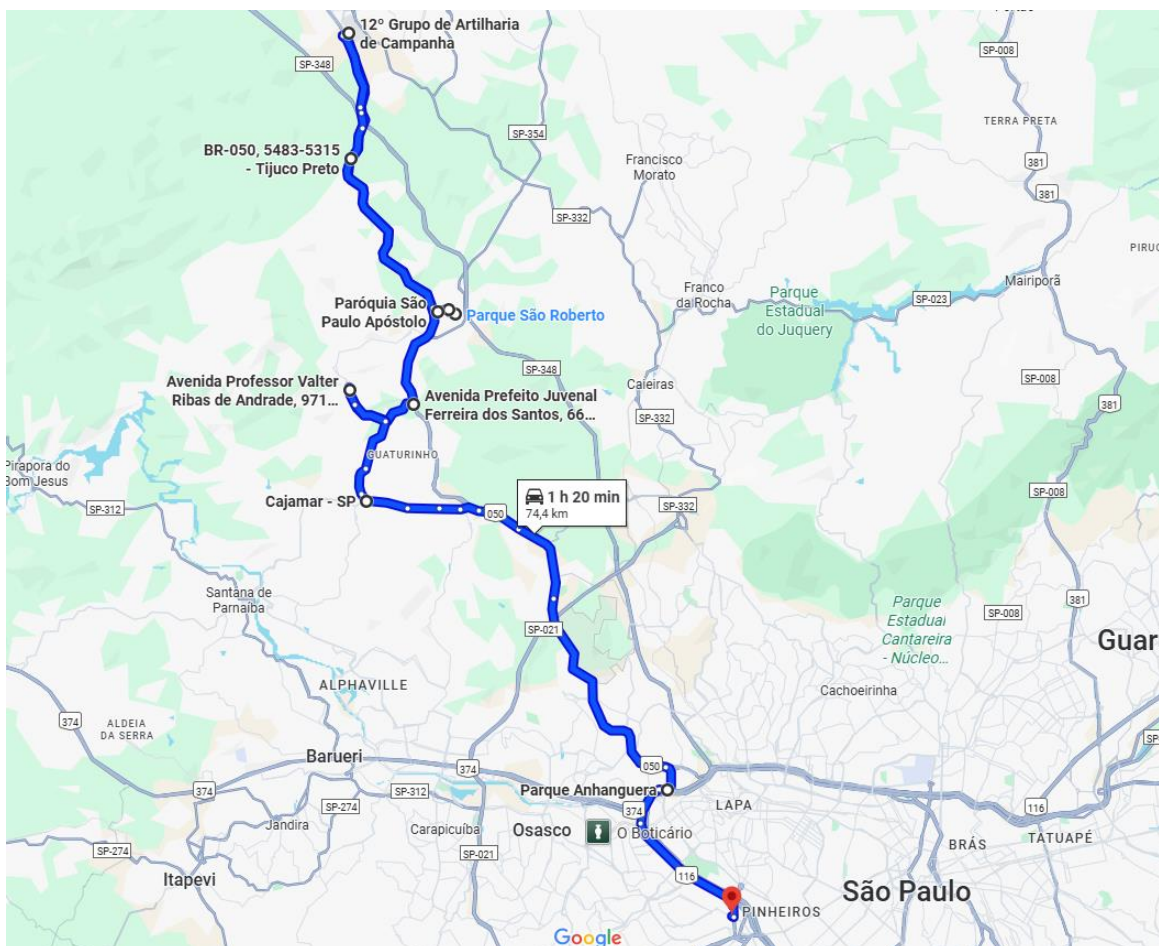 12º Grupo de Artilharia
de Campanha
SP-008
SP-348
SP-354
TERRA PRETA
381
BR-050, 5483-5315
- Tijuco Preto
Francisco
Morato
381
SP-332
PIRUC
Mairiporã
Franco
da Rocha
Parque
Estadual
do Juquery
SP-023
Paróquia São
Paulo Apóstolo
Parque São Roberto
SP-348
SP-008
Avenida Professor Valter
Ribas de Andrade, 971...
Caieiras
Avenida Prefeito Juvenal
Ferreira dos Santos, 66...
381
SP-332
GUATURINHO
Pirapora do
Bom Jesus
SP-312
Cajamar - SP
1 h 20 min
74,4 km
050
SP-332
SP-008
Santana de
Parnaíba
381
SP-008
Parque
Estadual
Cantareira
- Núcleo...
SP-021
Guar
ALPHAVILLE
Cachoeirinha
374
ALDEIA
DA SERRA
SP-
Barueri
374
050
374
SP-312
Parque Anhanguera
LAPA
374
116
SP-274
Jandira
Carapicuíba
Osasco
O Boticário
TATUAPÉ
BRÁS
SP-274
SP-021
Itapevi
116
São Paulo
PINHEIROS
Google